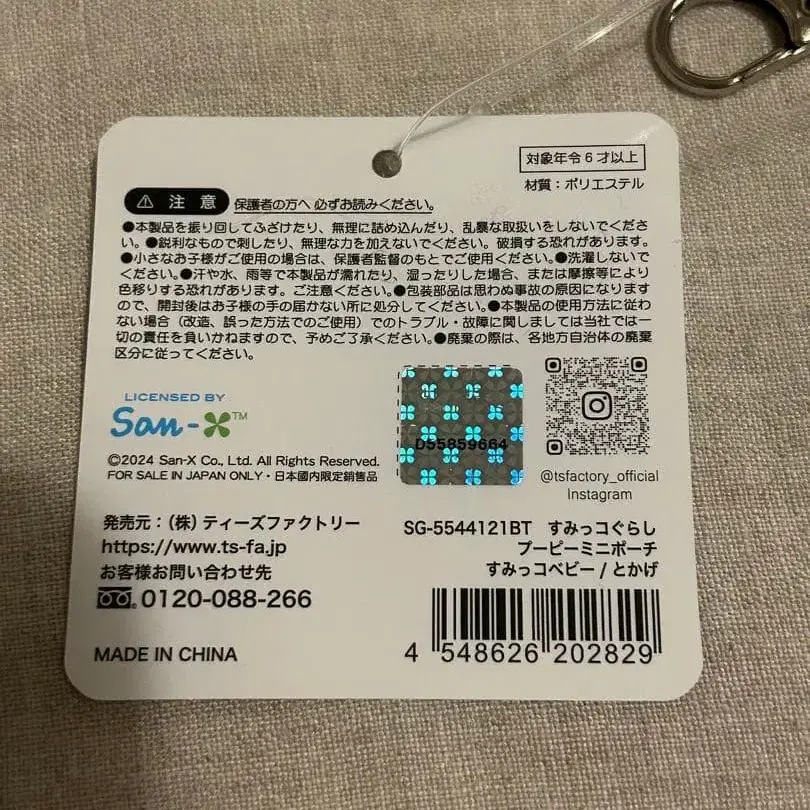 対象年令6才以上
材質：ポリエステル
⚠ 注 意 保護者の方へ 必ずお読みください。
●本製品を振り回してふざけたり、無理に詰め込んだり、乱暴な取扱いをしないでくださ
い。●鋭利なもので刺したり、無理な力を加えないでください。破損する恐れがあります。
●小さなお子様がご使用の場合は、保護者監督のもとでご使用ください。●洗濯しないで
ください。●汗や水、雨等で本製品が濡れたり、湿ったりした場合、または摩擦等により
色移りする恐れがあります。ご注意ください。●包装部品は思わぬ事故の原因になります
ので、開封後はお子様の手の届かない所に処分してください。●本製品の使用方法に従わ
ない場合（改造、誤った方法でのご使用）でのトラブル・故障に関しましては当社では一
切の責任を負いかねますので、予めご了承ください。●廃棄の際は、各地方自治体の廃棄
区分に従ってください。
LICENSED BY
San-X™
©2024 San-X Co., Ltd. All Rights Reserved.
FOR SALE IN JAPAN ONLY・日本國内限定銷售品
D55859664
@tsfactory_official
Instagram
発売元：（株）ティーズファクトリー
https://www.ts-fa.jp
お客様お問い合わせ先
0120-088-266
MADE IN CHINA
SG-5544121BT すみっコぐらし
プーピーミニポーチ
すみっコベビー / とかげ
4 548626 202829